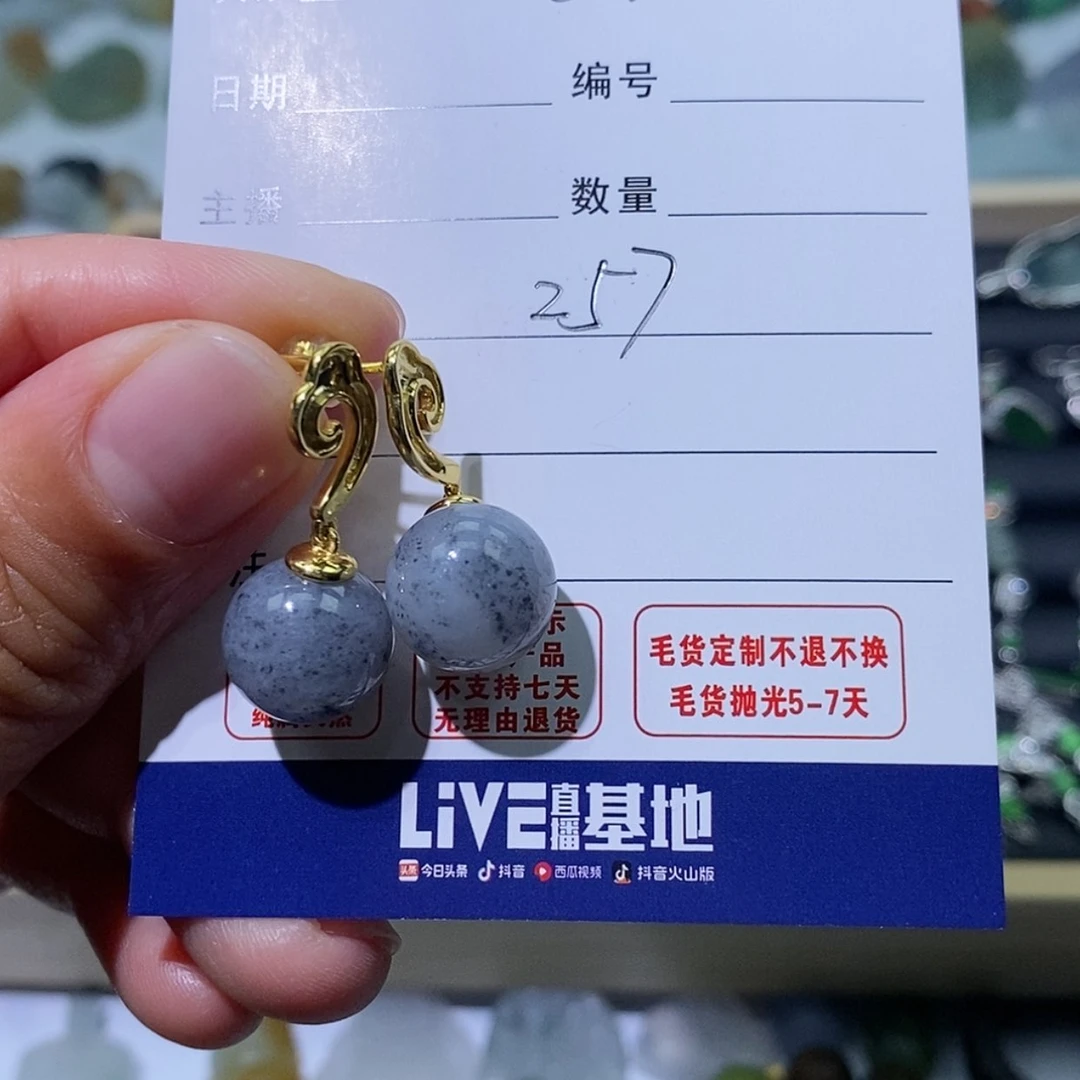 日期 编号
主播 数量
257
品
不支持七天
无理由退货
毛货定制不退不换
毛货抛光5-7天
LiVE直播基地
头条 今日头条 抖音 西瓜视频 抖音火山版